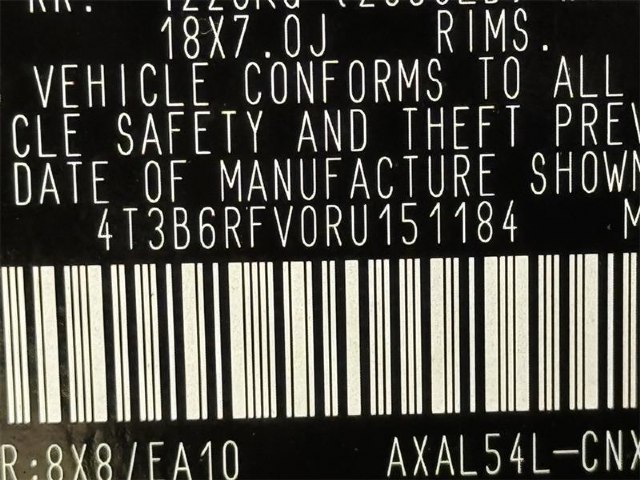 18X7.0J RIMS.
VEHICLE CONFORMS TO ALL
CLE SAFETY AND THEFT PREV
DATE OF MANUFACTURE SHOWN
4T3B6RFV0RU151184 M
R:8X8/EA10 AXAL54L-CNX